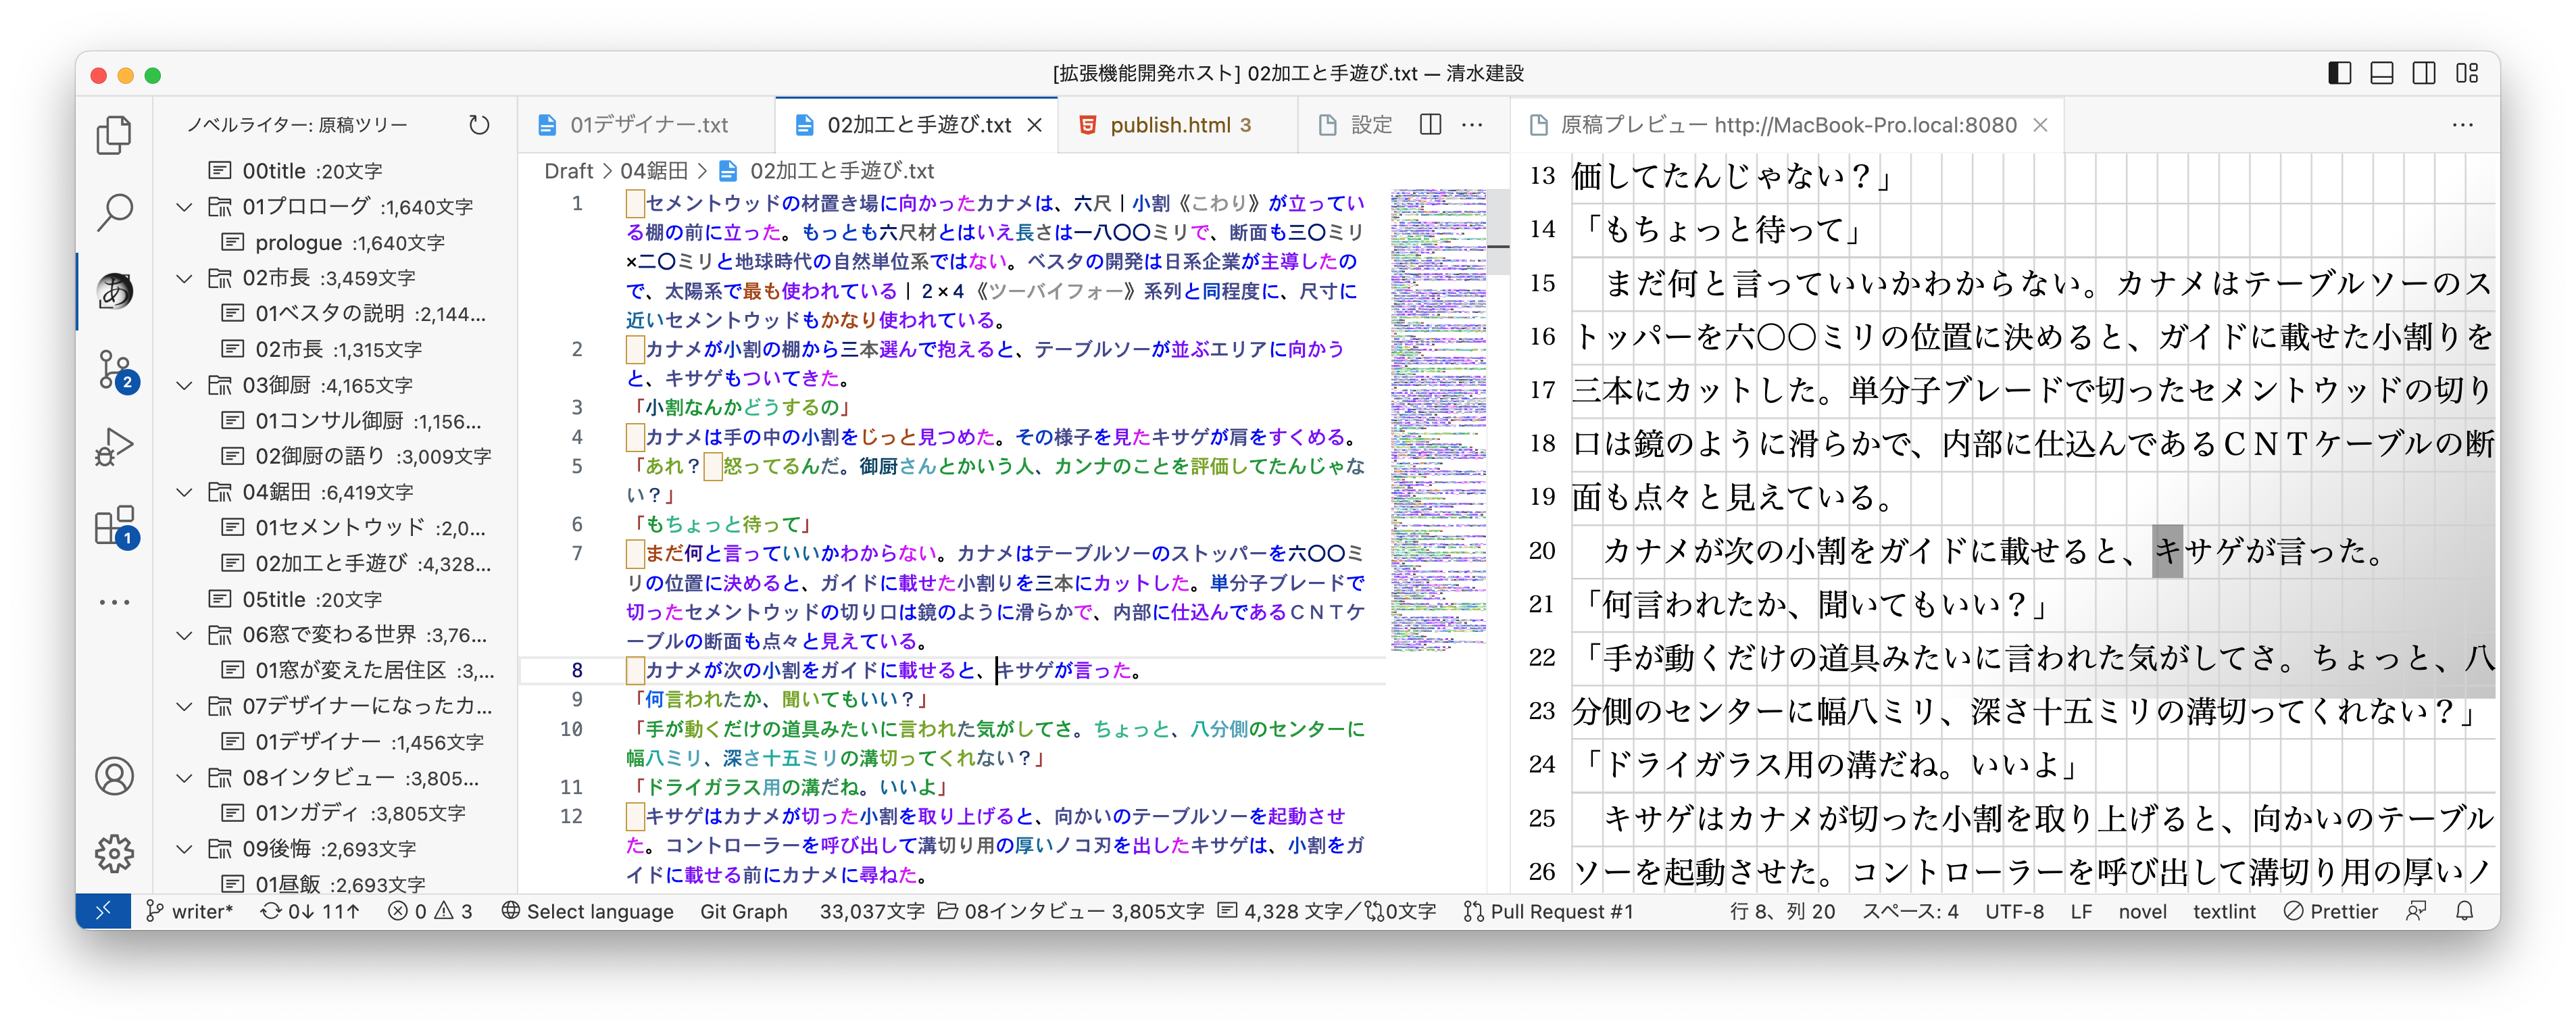 [拡張機能開発ホスト] 02加工と手遊び.txt — 清水建設
ノベルライター: 原稿ツリー
00title :20文字
01プロローグ :1,640文字
prologue :1,640文字
02市長 :3,459文字
01ベスタの説明 :2,144...
02市長 :1,315文字
03御厨 :4,165文字
01コンサル御厨 :1,156...
02御厨の語り :3,009文字
04鋸田 :6,419文字
01セメントウッド :2,0...
02加工と手遊び :4,328...
05title :20文字
06窓で変わる世界 :3,76...
01窓が変えた居住区 :3,...
07デザイナーになったカ...
01デザイナー :1,456文字
08インタビュー :3,805...
01ンガディ :3,805文字
09後悔 :2,693文字
01昼飯 :2,693文字
2
1
01デザイナー.txt
02加工と手遊び.txt
publish.html 3
設定
Draft > 04鋸田 > 02加工と手遊び.txt
1 　セメントウッドの材置き場に向かったカナメは、六尺｜小割《こわり》が立ってい
る棚の前に立った。もっとも六尺材とはいえ長さは一八〇〇ミリで、断面も三〇ミリ
×二〇ミリと地球時代の自然単位系ではない。ベスタの開発は日系企業が主導したの
で、太陽系で最も使われている｜２×４《ツーバイフォー》系列と同程度に、尺寸に
近いセメントウッドもかなり使われている。
2 　カナメが小割の棚から三本選んで抱えると、テーブルソーが並ぶエリアに向かう
と、キサゲもついてきた。
3 「小割なんかどうするの」
4 　カナメは手の中の小割をじっと見つめた。その様子を見たキサゲが肩をすくめる。
5 「あれ？　怒ってるんだ。御厨さんとかいう人、カンナのことを評価してたんじゃな
い？」
6 「もちょっと待って」
7 　まだ何と言っていいかわからない。カナメはテーブルソーのストッパーを六〇〇ミ
リの位置に決めると、ガイドに載せた小割りを三本にカットした。単分子ブレードで
切ったセメントウッドの切り口は鏡のように滑らかで、内部に仕込んであるＣＮＴケ
ーブルの断面も点々と見えている。
8 　カナメが次の小割をガイドに載せると、キサゲが言った。
9 「何言われたか、聞いてもいい？」
10 「手が動くだけの道具みたいに言われた気がしてさ。ちょっと、八分側のセンターに
幅八ミリ、深さ十五ミリの溝切ってくれない？」
11 「ドライガラス用の溝だね。いいよ」
12 　キサゲはカナメが切った小割を取り上げると、向かいのテーブルソーを起動させ
た。コントローラーを呼び出して溝切り用の厚いノコ刃を出したキサゲは、小割をガ
イドに載せる前にカナメに尋ねた。
原稿プレビュー http://MacBook-Pro.local:8080
13 価してたんじゃない？」
14 「もちょっと待って」
15 　まだ何と言っていいかわからない。カナメはテーブルソーのス
16 トッパーを六〇〇ミリの位置に決めると、ガイドに載せた小割りを
17 三本にカットした。単分子ブレードで切ったセメントウッドの切り
18 口は鏡のように滑らかで、内部に仕込んであるＣＮＴケーブルの断
19 面も点々と見えている。
20 　カナメが次の小割をガイドに載せると、キサゲが言った。
21 「何言われたか、聞いてもいい？」
22 「手が動くだけの道具みたいに言われた気がしてさ。ちょっと、八
23 分側のセンターに幅八ミリ、深さ十五ミリの溝切ってくれない？」
24 「ドライガラス用の溝だね。いいよ」
25 　キサゲはカナメが切った小割を取り上げると、向かいのテーブル
26 ソーを起動させた。コントローラーを呼び出して溝切り用の厚いノ
writer* 0↓ 11↑ 0 3 Select language Git Graph 33,037文字 08インタビュー 3,805文字 4,328 文字／0文字 Pull Request #1 行 8、列 20 スペース: 4 UTF-8 LF novel textlint Prettier